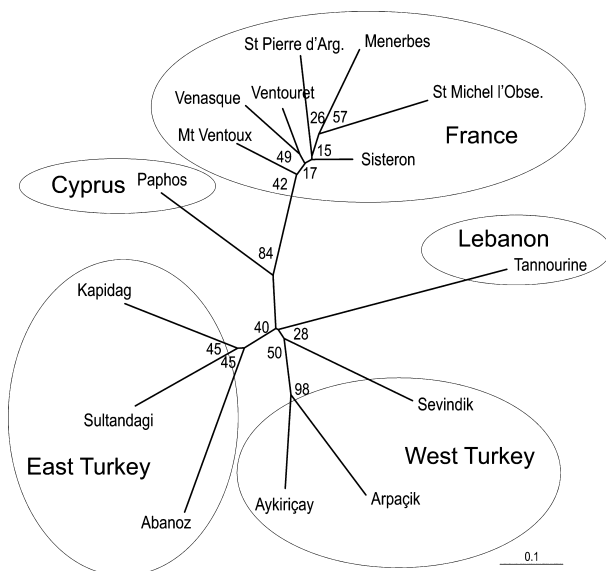 St Pierre d'Arg.
Menerbes
Ventouret
Venasque
St Michel l'Obse.
26
57
Mt Ventoux
France
49
15
Sisteron
17
42
Cyprus
Paphos
84
Lebanon
Tannourine
Kapidag
40
28
45
50
45
98
Sevindik
Sultandagi
West Turkey
East Turkey
Aykiriçay
Arpaçik
Abanoz
0.1